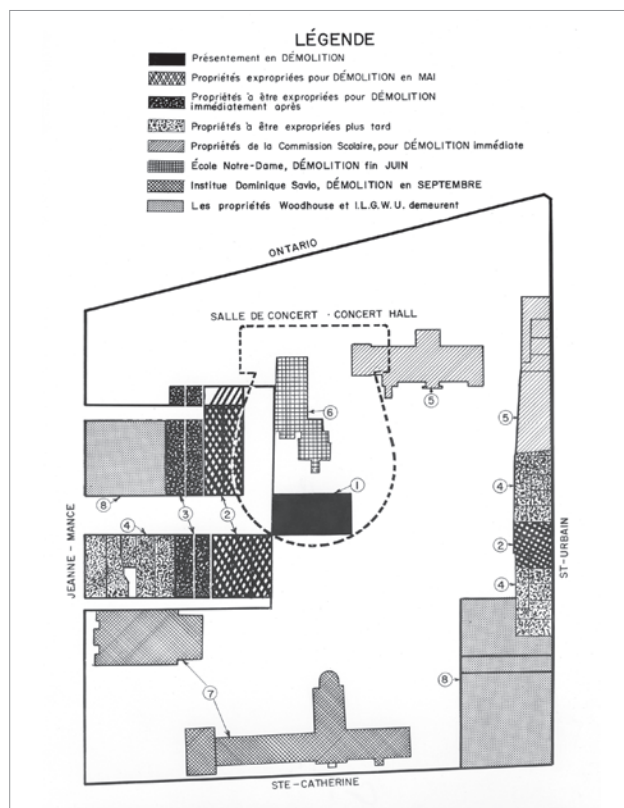 LÉGENDE
Présentement en DÉMOLITION
Propriétés expropriées pour DÉMOLITION en MAI
Propriétés à être expropriées pour DÉMOLITION
immédiatement après
Propriétés à être expropriées plus tard
Propriétés de la Commission Scolaire, pour DÉMOLITION immédiate
École Notre-Dame, DÉMOLITION fin JUIN
Institue Dominique Savio, DÉMOLITION en SEPTEMBRE
Les propriétés Woodhouse et I.L.G.W.U. demeurent
ONTARIO
SALLE DE CONCERT - CONCERT HALL
5
6
5
1
4
8
3
2
4
2
4
JEANNE - MANCE
ST-URBAIN
8
7
STE-CATHERINE